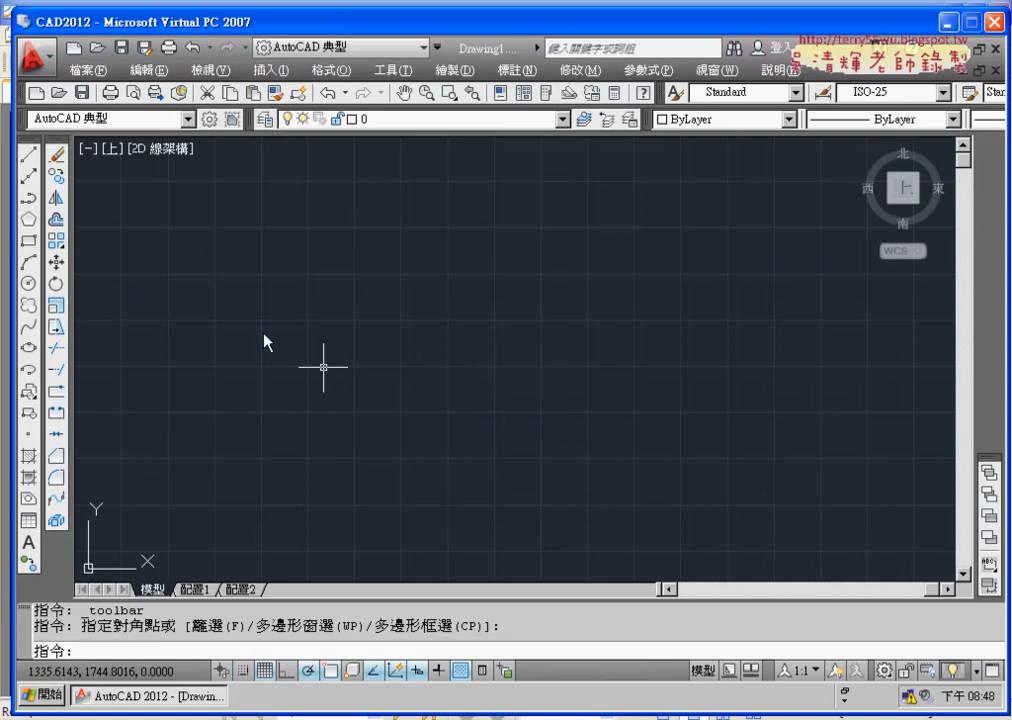 CAD2012 - Microsoft Virtual PC 2007
http://terry55wu.blogspot.tw
吳清輝老師錄製
AutoCAD 典型
Drawing1....
鍵入關鍵字或詞組
登入
檔案(F) 編輯(E) 檢視(V) 插入(I) 格式(O) 工具(T) 繪製(D) 標註(N) 修改(M) 參數式(P) 視窗(W) 說明(H)
Standard ISO-25 Stan
AutoCAD 典型 0 ByLayer ByLayer
[-] [上] [2D 線架構]
北
西 上 東
南
WCS
Y
X
模型 配置1 配置2
指令: _toolbar
指令: 指定對角點或 [籬選(F)/多邊形窗選(WP)/多邊形框選(CP)]:
指令:
1335.6143, 1744.8016, 0.0000 模型 1:1
開始 AutoCAD 2012 - [Drawin... 下午 08:48